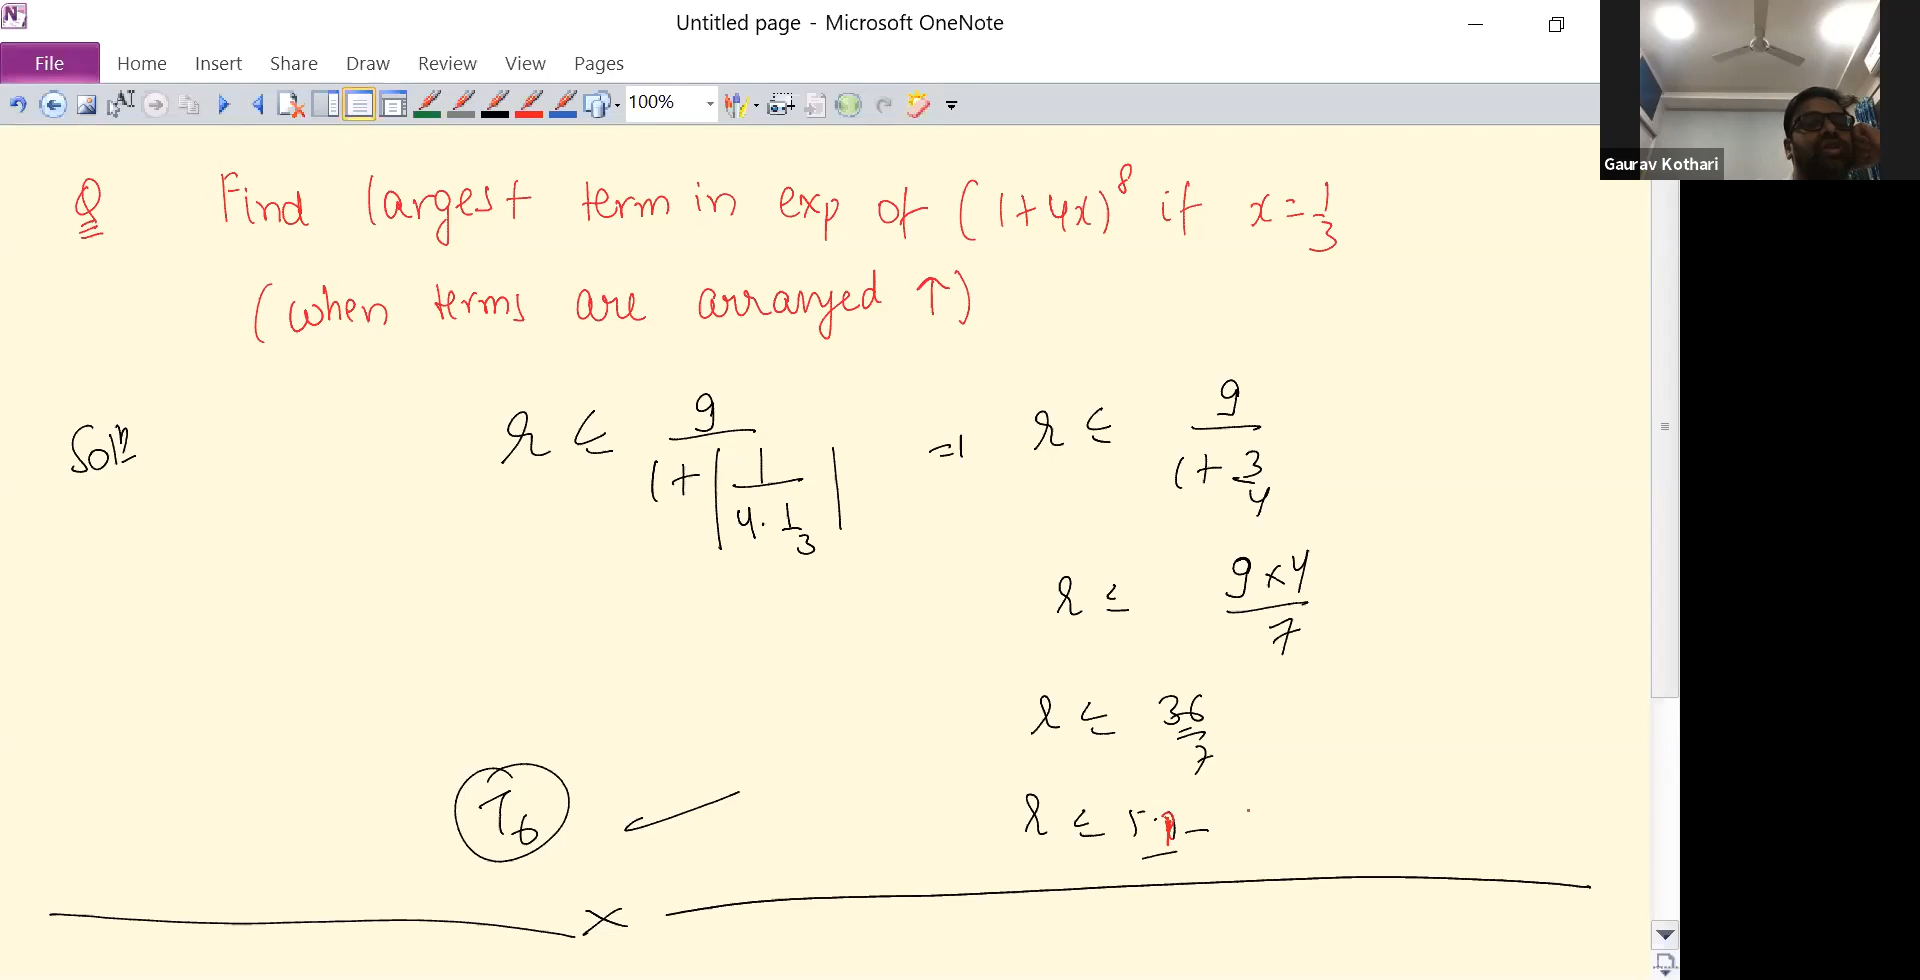 Untitled page - Microsoft OneNote
File Home Insert Share Draw Review View Pages
100%
Gaurav Kothari
Q Find largest term in exp of (1+4x)^8 if x=1/3
(when terms are arranged ↑)
Solⁿ r ≤ 9/(1+|1/(4·1/3)|) ⇒ r ≤ 9/(1+3/4)
r ≤ 9×4/7
r ≤ 36/7
T6 r ≤ 5.1-
x